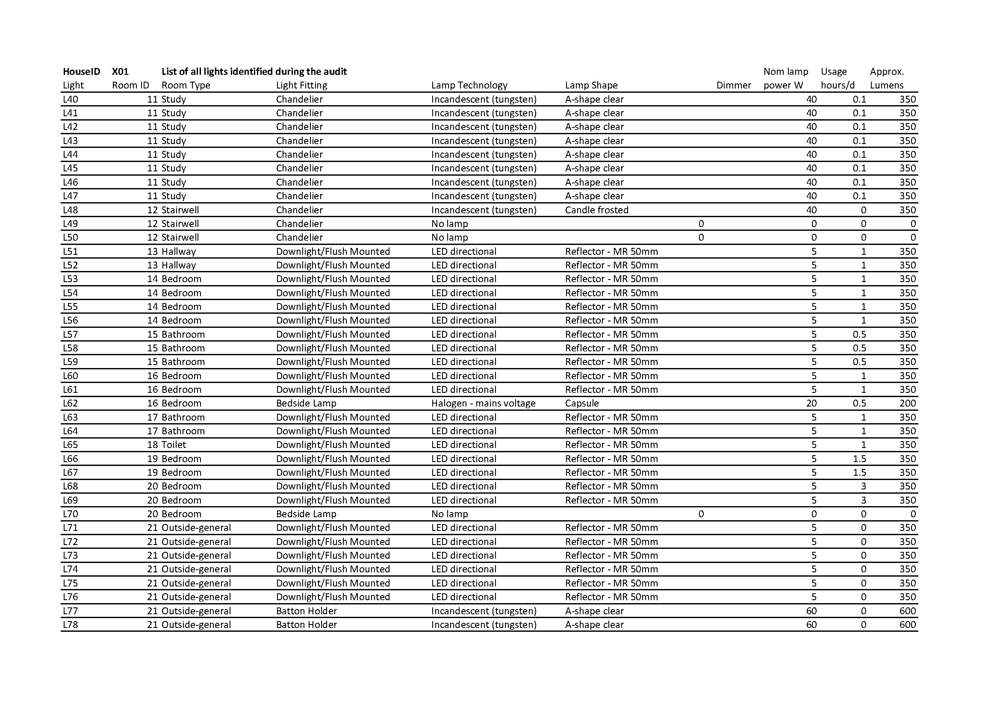 HouseID X01 List of all lights identified during the audit Nom lamp Usage Approx.
Light Room ID Room Type Light Fitting Lamp Technology Lamp Shape Dimmer power W hours/d Lumens
L40 11 Study Chandelier Incandescent (tungsten) A-shape clear 40 0.1 350
L41 11 Study Chandelier Incandescent (tungsten) A-shape clear 40 0.1 350
L42 11 Study Chandelier Incandescent (tungsten) A-shape clear 40 0.1 350
L43 11 Study Chandelier Incandescent (tungsten) A-shape clear 40 0.1 350
L44 11 Study Chandelier Incandescent (tungsten) A-shape clear 40 0.1 350
L45 11 Study Chandelier Incandescent (tungsten) A-shape clear 40 0.1 350
L46 11 Study Chandelier Incandescent (tungsten) A-shape clear 40 0.1 350
L47 11 Study Chandelier Incandescent (tungsten) A-shape clear 40 0.1 350
L48 12 Stairwell Chandelier Incandescent (tungsten) Candle frosted 40 0 350
L49 12 Stairwell Chandelier No lamp 0 0 0 0
L50 12 Stairwell Chandelier No lamp 0 0 0 0
L51 13 Hallway Downlight/Flush Mounted LED directional Reflector - MR 50mm 5 1 350
L52 13 Hallway Downlight/Flush Mounted LED directional Reflector - MR 50mm 5 1 350
L53 14 Bedroom Downlight/Flush Mounted LED directional Reflector - MR 50mm 5 1 350
L54 14 Bedroom Downlight/Flush Mounted LED directional Reflector - MR 50mm 5 1 350
L55 14 Bedroom Downlight/Flush Mounted LED directional Reflector - MR 50mm 5 1 350
L56 14 Bedroom Downlight/Flush Mounted LED directional Reflector - MR 50mm 5 1 350
L57 15 Bathroom Downlight/Flush Mounted LED directional Reflector - MR 50mm 5 0.5 350
L58 15 Bathroom Downlight/Flush Mounted LED directional Reflector - MR 50mm 5 0.5 350
L59 15 Bathroom Downlight/Flush Mounted LED directional Reflector - MR 50mm 5 0.5 350
L60 16 Bedroom Downlight/Flush Mounted LED directional Reflector - MR 50mm 5 1 350
L61 16 Bedroom Downlight/Flush Mounted LED directional Reflector - MR 50mm 5 1 350
L62 16 Bedroom Bedside Lamp Halogen - mains voltage Capsule 20 0.5 200
L63 17 Bathroom Downlight/Flush Mounted LED directional Reflector - MR 50mm 5 1 350
L64 17 Bathroom Downlight/Flush Mounted LED directional Reflector - MR 50mm 5 1 350
L65 18 Toilet Downlight/Flush Mounted LED directional Reflector - MR 50mm 5 1 350
L66 19 Bedroom Downlight/Flush Mounted LED directional Reflector - MR 50mm 5 1.5 350
L67 19 Bedroom Downlight/Flush Mounted LED directional Reflector - MR 50mm 5 1.5 350
L68 20 Bedroom Downlight/Flush Mounted LED directional Reflector - MR 50mm 5 3 350
L69 20 Bedroom Downlight/Flush Mounted LED directional Reflector - MR 50mm 5 3 350
L70 20 Bedroom Bedside Lamp No lamp 0 0 0 0
L71 21 Outside-general Downlight/Flush Mounted LED directional Reflector - MR 50mm 5 0 350
L72 21 Outside-general Downlight/Flush Mounted LED directional Reflector - MR 50mm 5 0 350
L73 21 Outside-general Downlight/Flush Mounted LED directional Reflector - MR 50mm 5 0 350
L74 21 Outside-general Downlight/Flush Mounted LED directional Reflector - MR 50mm 5 0 350
L75 21 Outside-general Downlight/Flush Mounted LED directional Reflector - MR 50mm 5 0 350
L76 21 Outside-general Downlight/Flush Mounted LED directional Reflector - MR 50mm 5 0 350
L77 21 Outside-general Batton Holder Incandescent (tungsten) A-shape clear 60 0 600
L78 21 Outside-general Batton Holder Incandescent (tungsten) A-shape clear 60 0 600